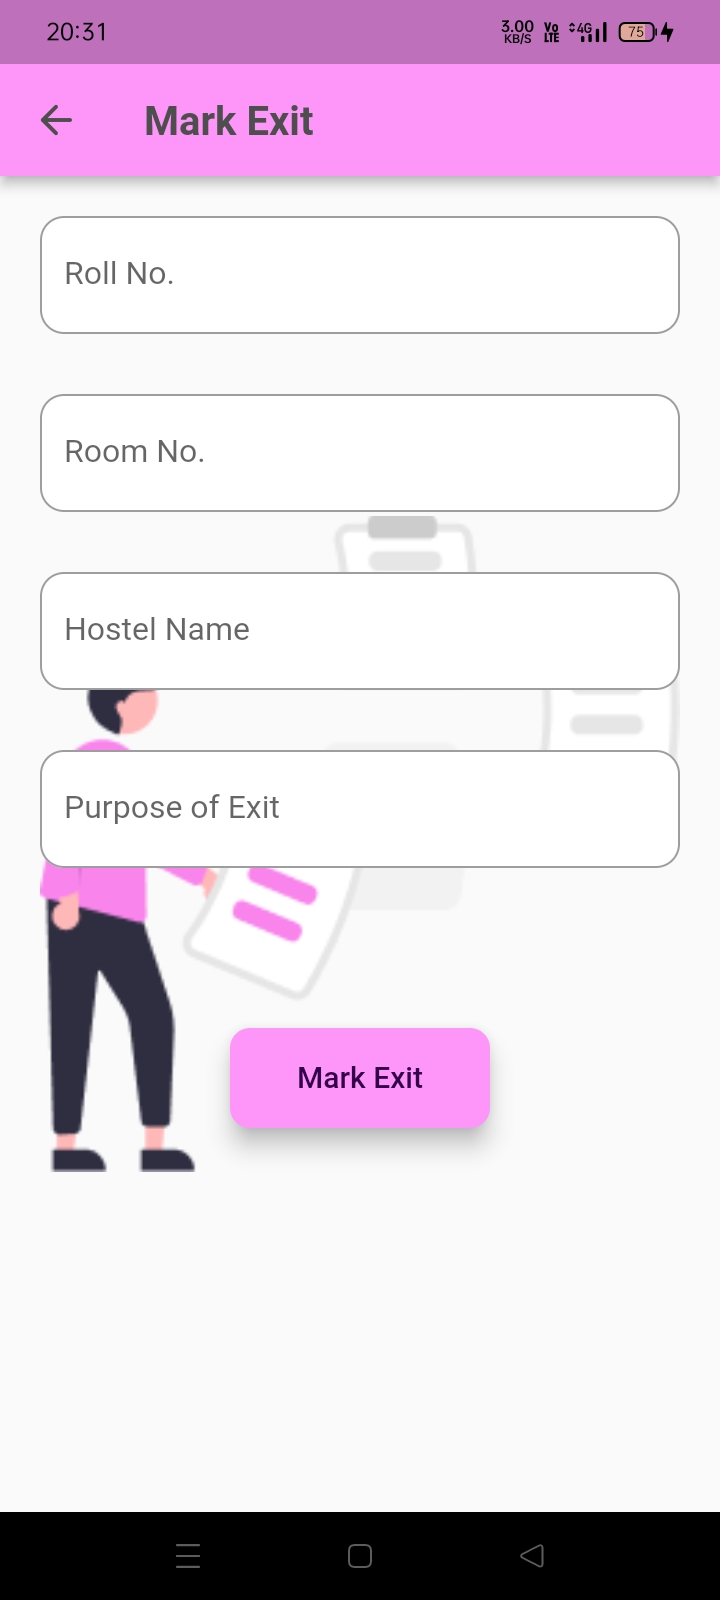 20:31 3.00 KB/S Vo LTE 4G 75
Mark Exit
Roll No.
Room No.
Hostel Name
Purpose of Exit
Mark Exit